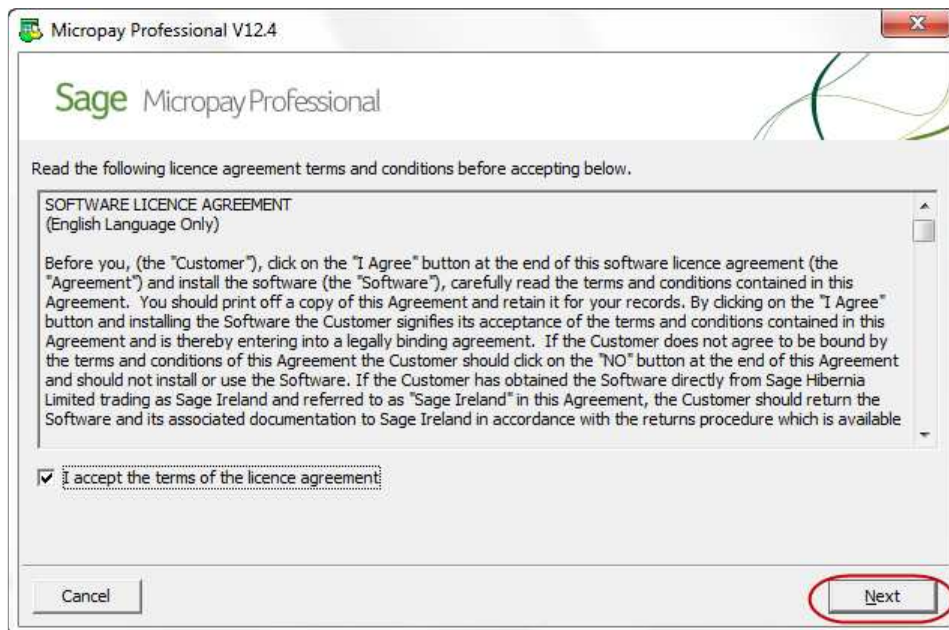 Micropay Professional V12.4
Sage Micropay Professional
Read the following licence agreement terms and conditions before accepting below.
SOFTWARE LICENCE AGREEMENT
(English Language Only)
Before you, (the "Customer"), click on the "I Agree" button at the end of this software licence agreement (the
"Agreement") and install the software (the "Software"), carefully read the terms and conditions contained in this
Agreement.  You should print off a copy of this Agreement and retain it for your records. By clicking on the "I Agree"
button and installing the Software the Customer signifies its acceptance of the terms and conditions contained in this
Agreement and is thereby entering into a legally binding agreement.  If the Customer does not agree to be bound by
the terms and conditions of this Agreement the Customer should click on the "NO" button at the end of this Agreement
and should not install or use the Software. If the Customer has obtained the Software directly from Sage Hibernia
Limited trading as Sage Ireland and referred to as "Sage Ireland" in this Agreement, the Customer should return the
Software and its associated documentation to Sage Ireland in accordance with the returns procedure which is available
I accept the terms of the licence agreement
Cancel
Next